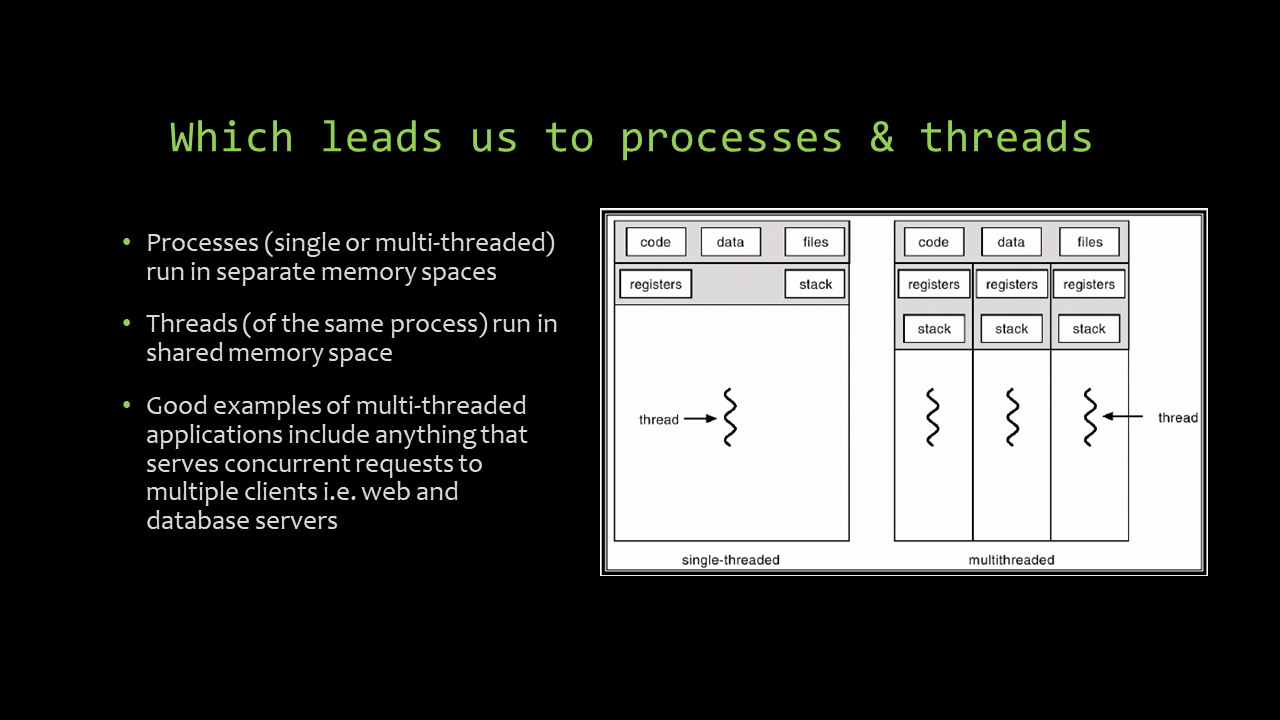 Which leads us to processes & threads
• Processes (single or multi-threaded)
run in separate memory spaces
• Threads (of the same process) run in
shared memory space
• Good examples of multi-threaded
applications include anything that
serves concurrent requests to
multiple clients i.e. web and
database servers
code data files
registers stack
thread
single-threaded
code data files
registers registers registers
stack stack stack
thread
multithreaded